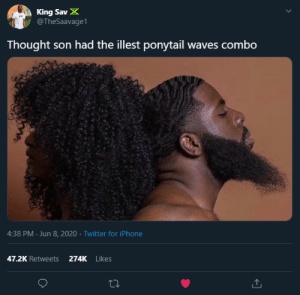 King Sav
@TheSaavage1
Thought son had the illest ponytail waves combo
4:38 PM · Jun 8, 2020 · Twitter for iPhone
47.2K Retweets 274K Likes